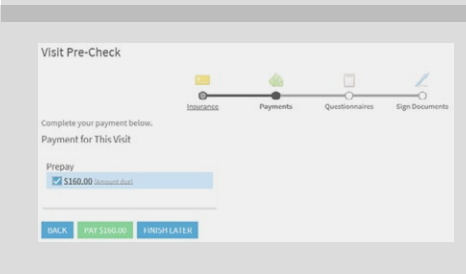 Visit Pre-Check
Insurance Payments Questionnaires Sign Documents
Complete your payment below.
Payment for This Visit
Prepay
$160.00 (Amount due)
BACK PAY $160.00 FINISH LATER